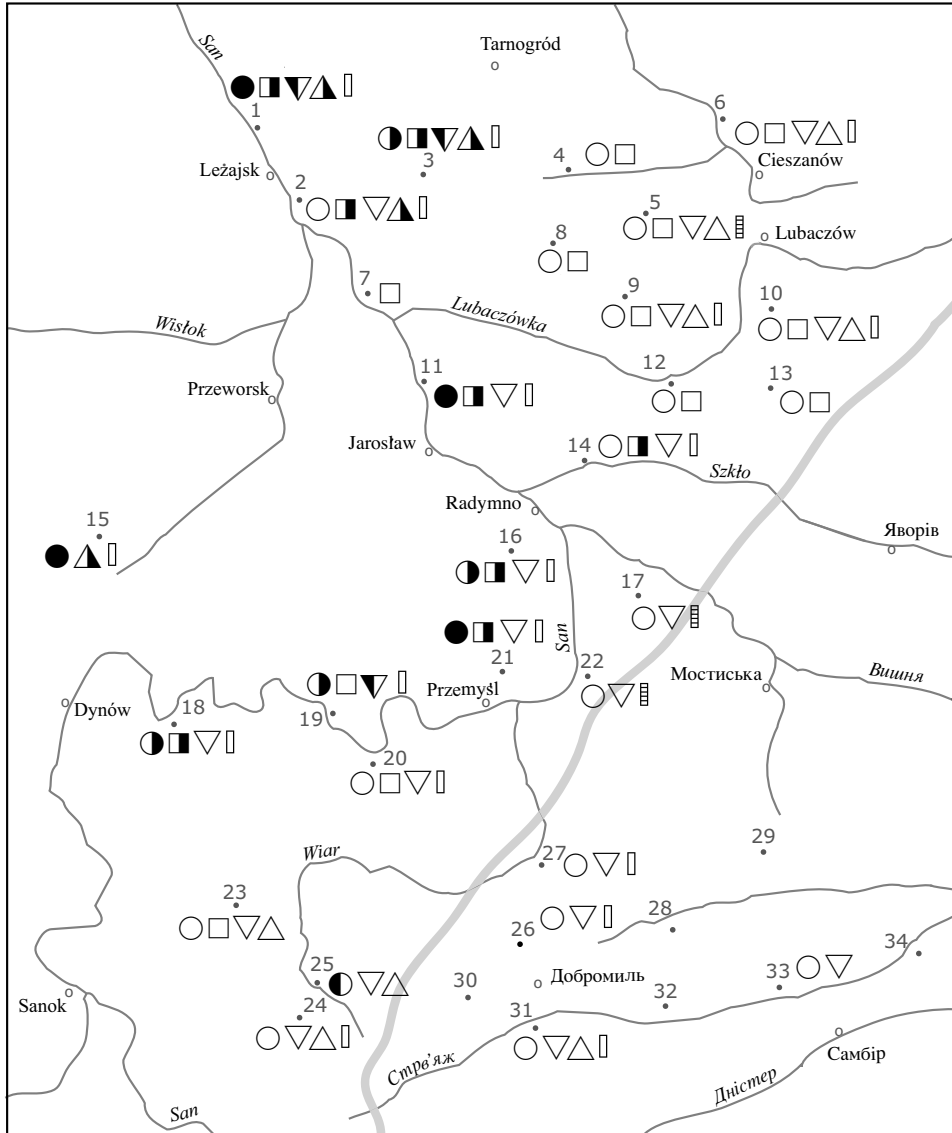 San
Tarnogród
1
6
3
4
Cieszanów
Leżajsk
2
5
8
Lubaczów
7
9
10
Lubaczówka
Wisłok
11
12
13
Przeworsk
14
Jarosław
Szkło
Radymno
15
16
Яворів
17
San
21
22
Przemyśl
Мостиська
Вишня
Dynów
18
19
20
29
Wiar
27
23
28
26
34
25
30
Добромиль
33
Sanok
24
31
32
Стрв'яж
Самбір
Дністер
San